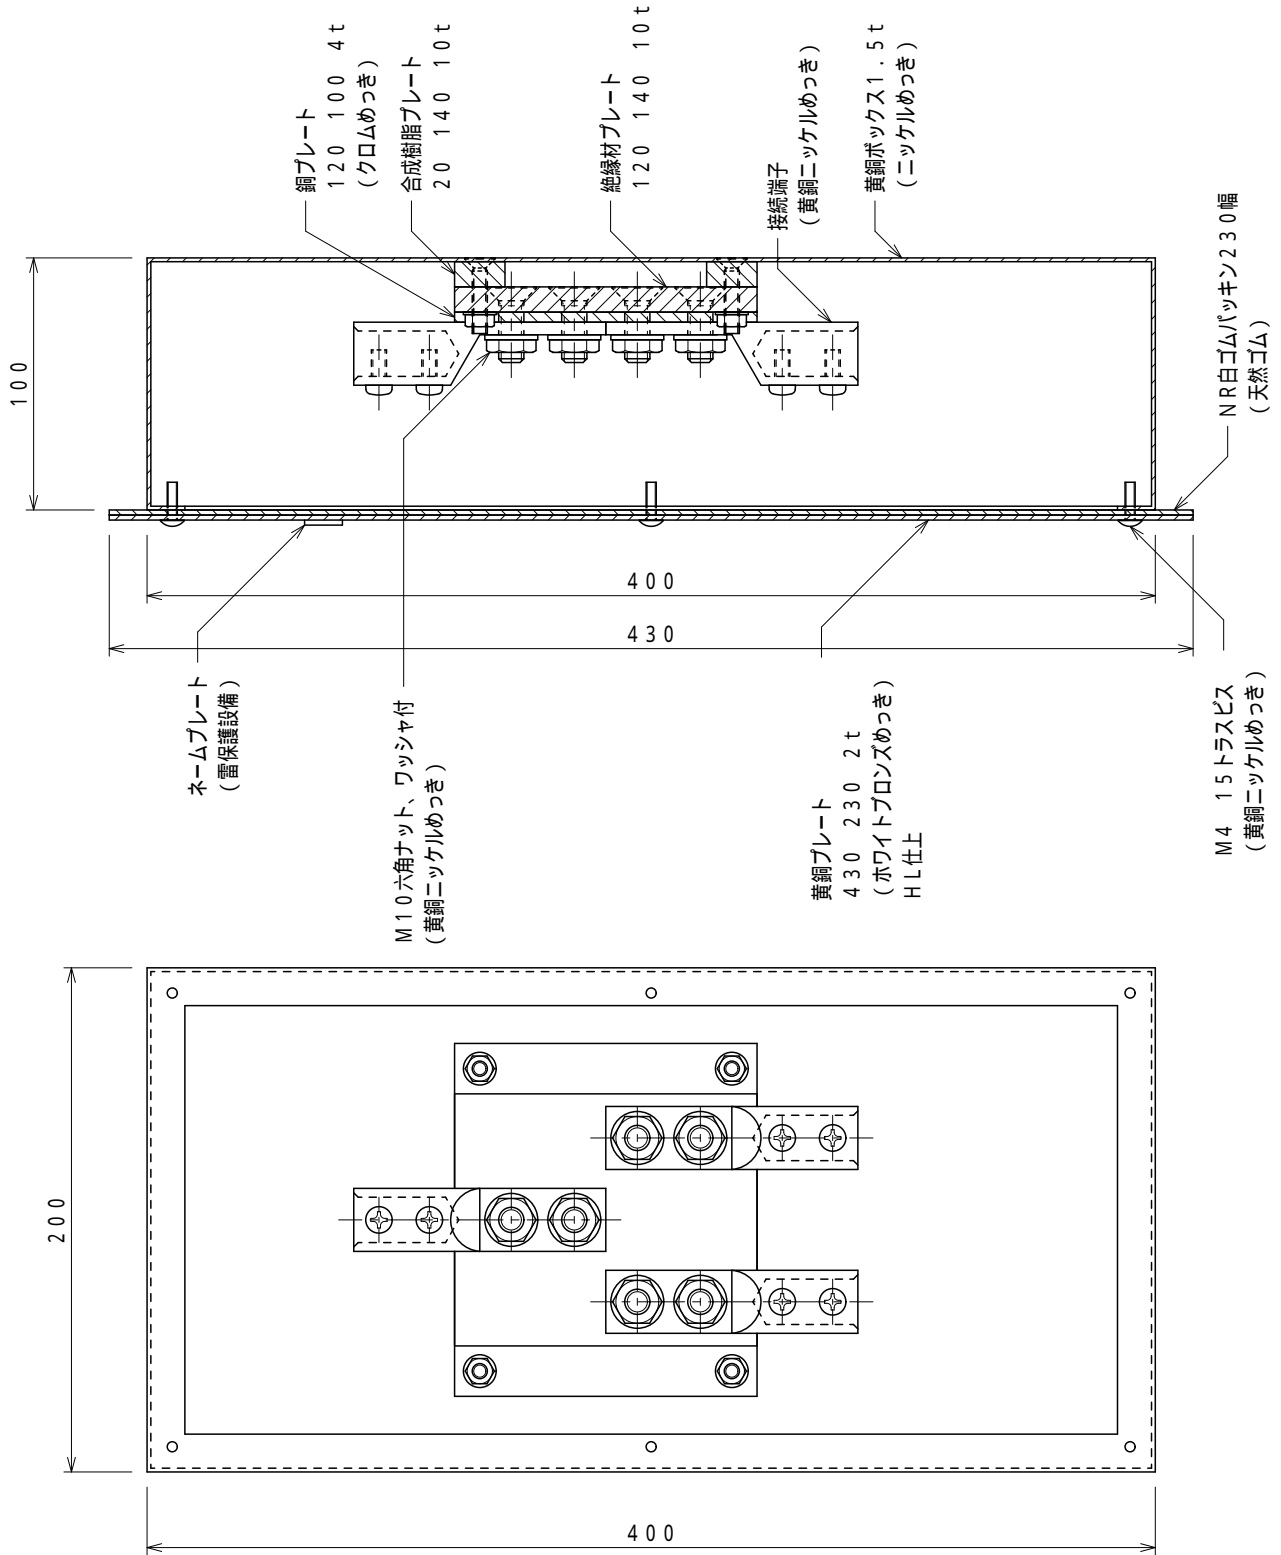 銅プレート
120 100 4t
(クロムめっき)
合成樹脂プレート
20 140 10t
絶縁材プレート
120 140 10t
接続端子
(黄銅ニッケルめっき)
黄銅ボックス1.5t
(ニッケルめっき)
NR白ゴムパッキン230幅
(天然ゴム)
100
400
430
ネームプレート
(雷保護設備)
M10六角ナット、ワッシャ付
(黄銅ニッケルめっき)
黄銅プレート
430 230 2t
(ホワイトブロンズめっき)
HL仕上
M4 15トラスビス
(黄銅ニッケルめっき)
200
400